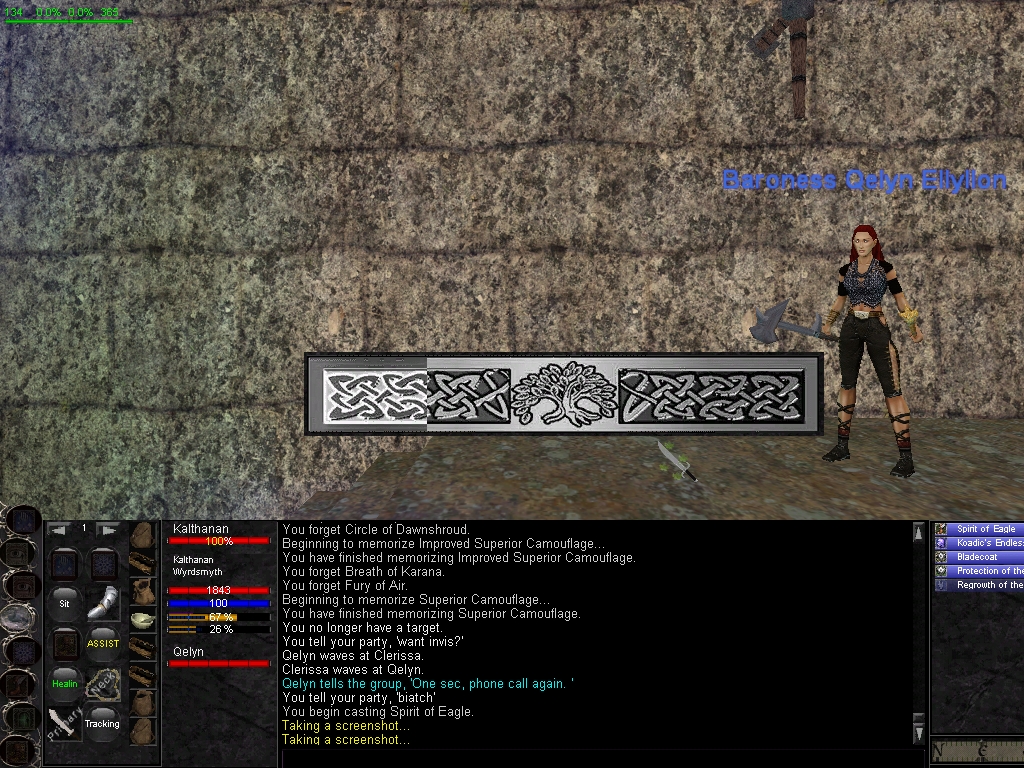 134 0.0% 0.0% 365.
Baroness Qelyn Ellyllon
1
Sit
ASSIST
Healin
Neck
Primary
Tracking
Kalthanan
100%
Kalthanan
Wyrdsmyth
1843
100
67 %
26 %
Qelyn
You forget Circle of Dawnshroud.
Beginning to memorize Improved Superior Camouflage...
You have finished memorizing Improved Superior Camouflage.
You forget Breath of Karana.
You forget Fury of Air.
Beginning to memorize Superior Camouflage...
You have finished memorizing Superior Camouflage.
You no longer have a target.
You tell your party, 'want invis?'
Qelyn waves at Clerissa.
Clerissa waves at Qelyn.
Qelyn tells the group, 'One sec, phone call again. '
You tell your party, 'biatch'
You begin casting Spirit of Eagle.
Taking a screenshot...
Taking a screenshot...
Spirit of Eagle
Koadic's Endless
Bladecoat
Protection of the
Regrowth of the
N E